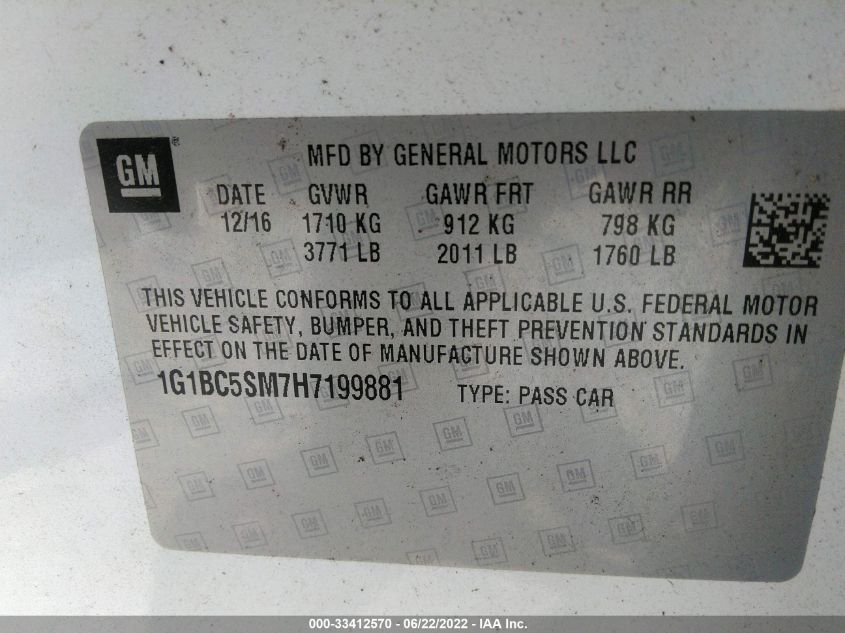 GM®
MFD BY GENERAL MOTORS LLC
DATE GVWR GAWR FRT GAWR RR
12/16 1710 KG 912 KG 798 KG
3771 LB 2011 LB 1760 LB
THIS VEHICLE CONFORMS TO ALL APPLICABLE U.S. FEDERAL MOTOR
VEHICLE SAFETY, BUMPER, AND THEFT PREVENTION STANDARDS IN
EFFECT ON THE DATE OF MANUFACTURE SHOWN ABOVE.
1G1BC5SM7H7199881 TYPE: PASS CAR
000-33412570 - 06/22/2022 - IAA Inc.